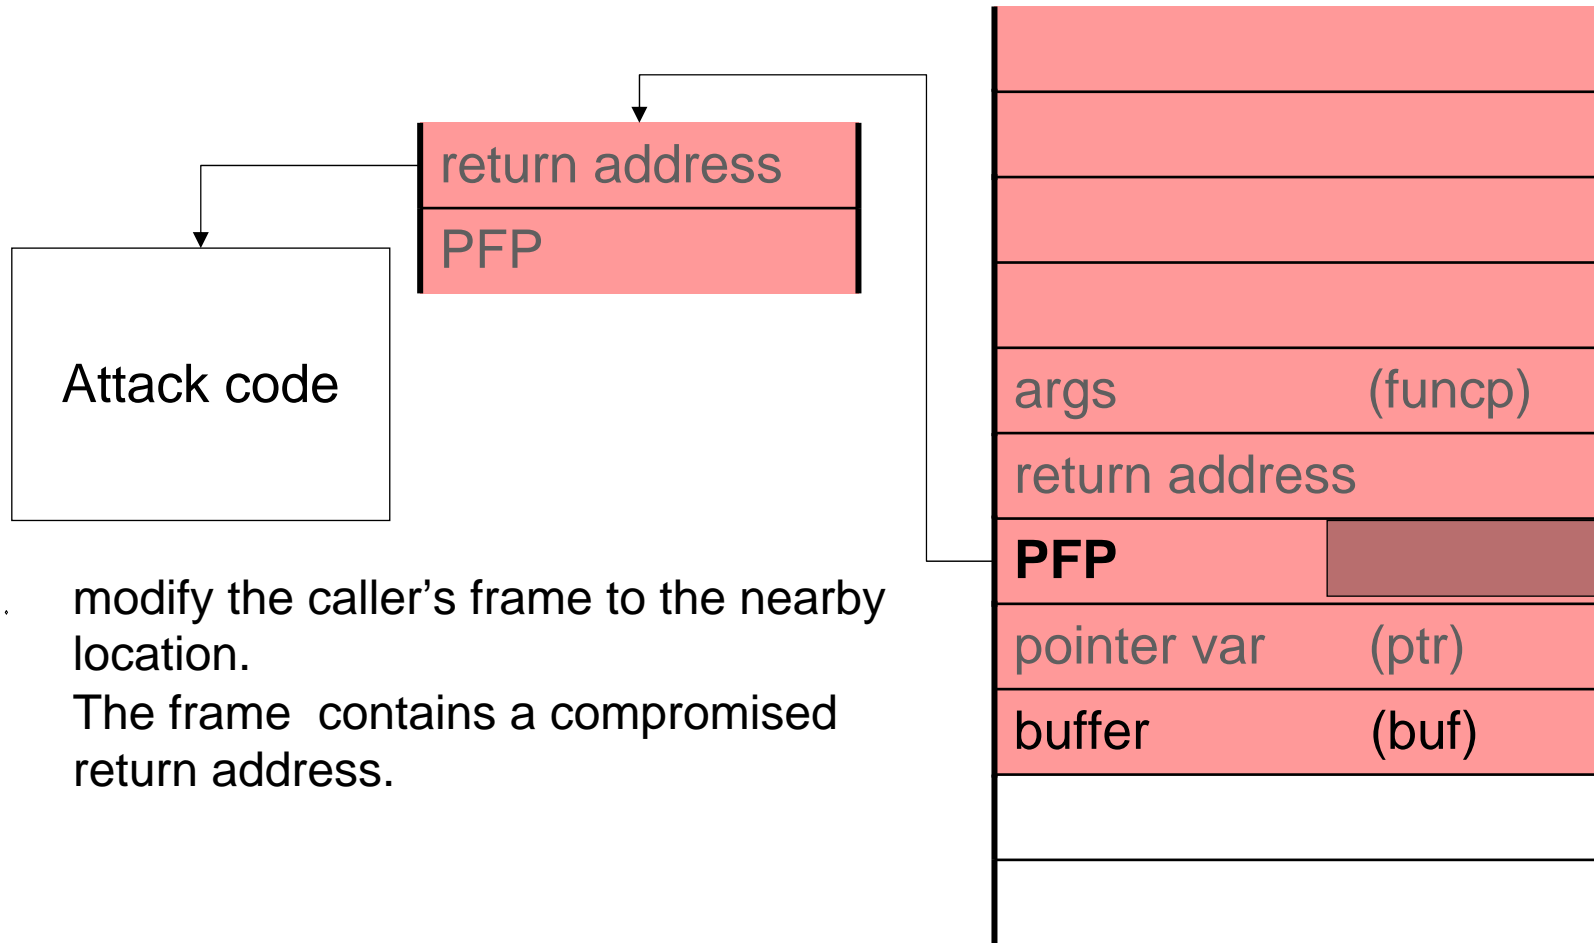 return address
PFP
Attack code
args (funcp)
return address
PFP
pointer var (ptr)
buffer (buf)
modify the caller’s frame to the nearby
location.
The frame contains a compromised
return address.